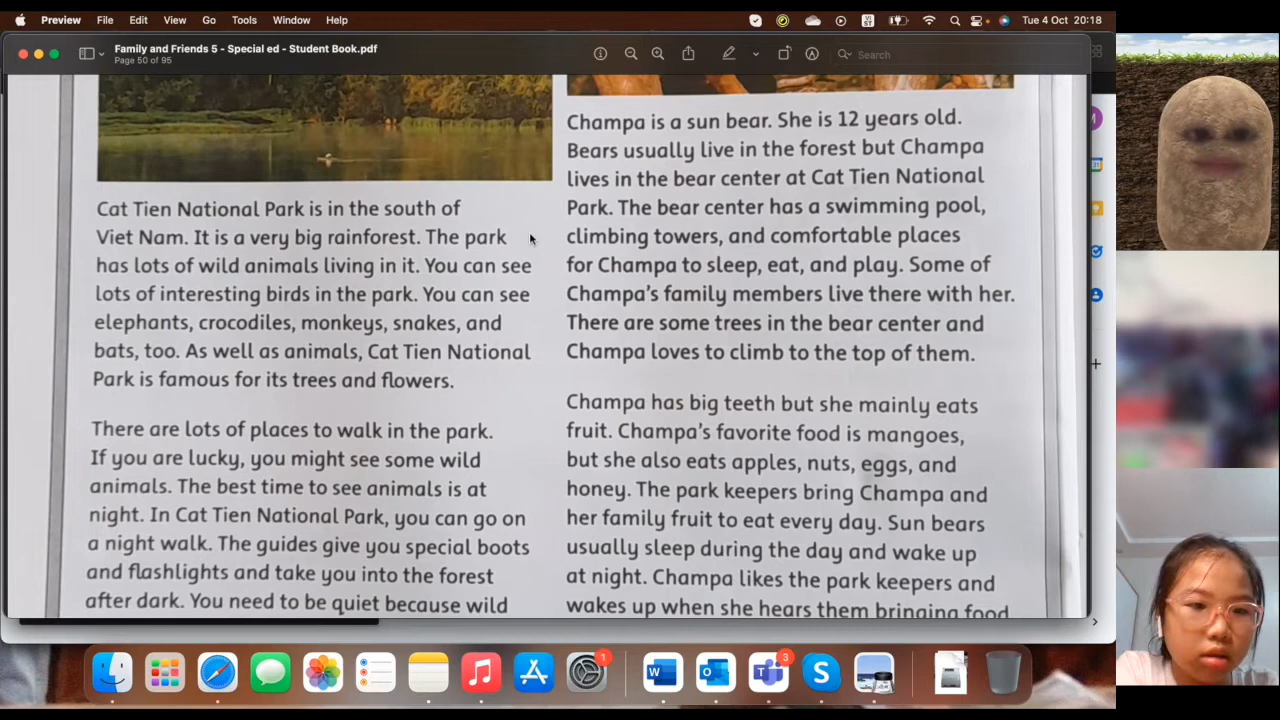 Preview File Edit View Go Tools Window Help
VI
ST
Tue 4 Oct 20:18
Family and Friends 5 - Special ed - Student Book.pdf
Page 50 of 95
Search
Cat Tien National Park is in the south of
Viet Nam. It is a very big rainforest. The park
has lots of wild animals living in it. You can see
lots of interesting birds in the park. You can see
elephants, crocodiles, monkeys, snakes, and
bats, too. As well as animals, Cat Tien National
Park is famous for its trees and flowers.
There are lots of places to walk in the park.
If you are lucky, you might see some wild
animals. The best time to see animals is at
night. In Cat Tien National Park, you can go on
a night walk. The guides give you special boots
and flashlights and take you into the forest
after dark. You need to be quiet because wild
Champa is a sun bear. She is 12 years old.
Bears usually live in the forest but Champa
lives in the bear center at Cat Tien National
Park. The bear center has a swimming pool,
climbing towers, and comfortable places
for Champa to sleep, eat, and play. Some of
Champa's family members live there with her.
There are some trees in the bear center and
Champa loves to climb to the top of them.
Champa has big teeth but she mainly eats
fruit. Champa's favorite food is mangoes,
but she also eats apples, nuts, eggs, and
honey. The park keepers bring Champa and
her family fruit to eat every day. Sun bears
usually sleep during the day and wake up
at night. Champa likes the park keepers and
wakes up when she hears them bringing food
1
3